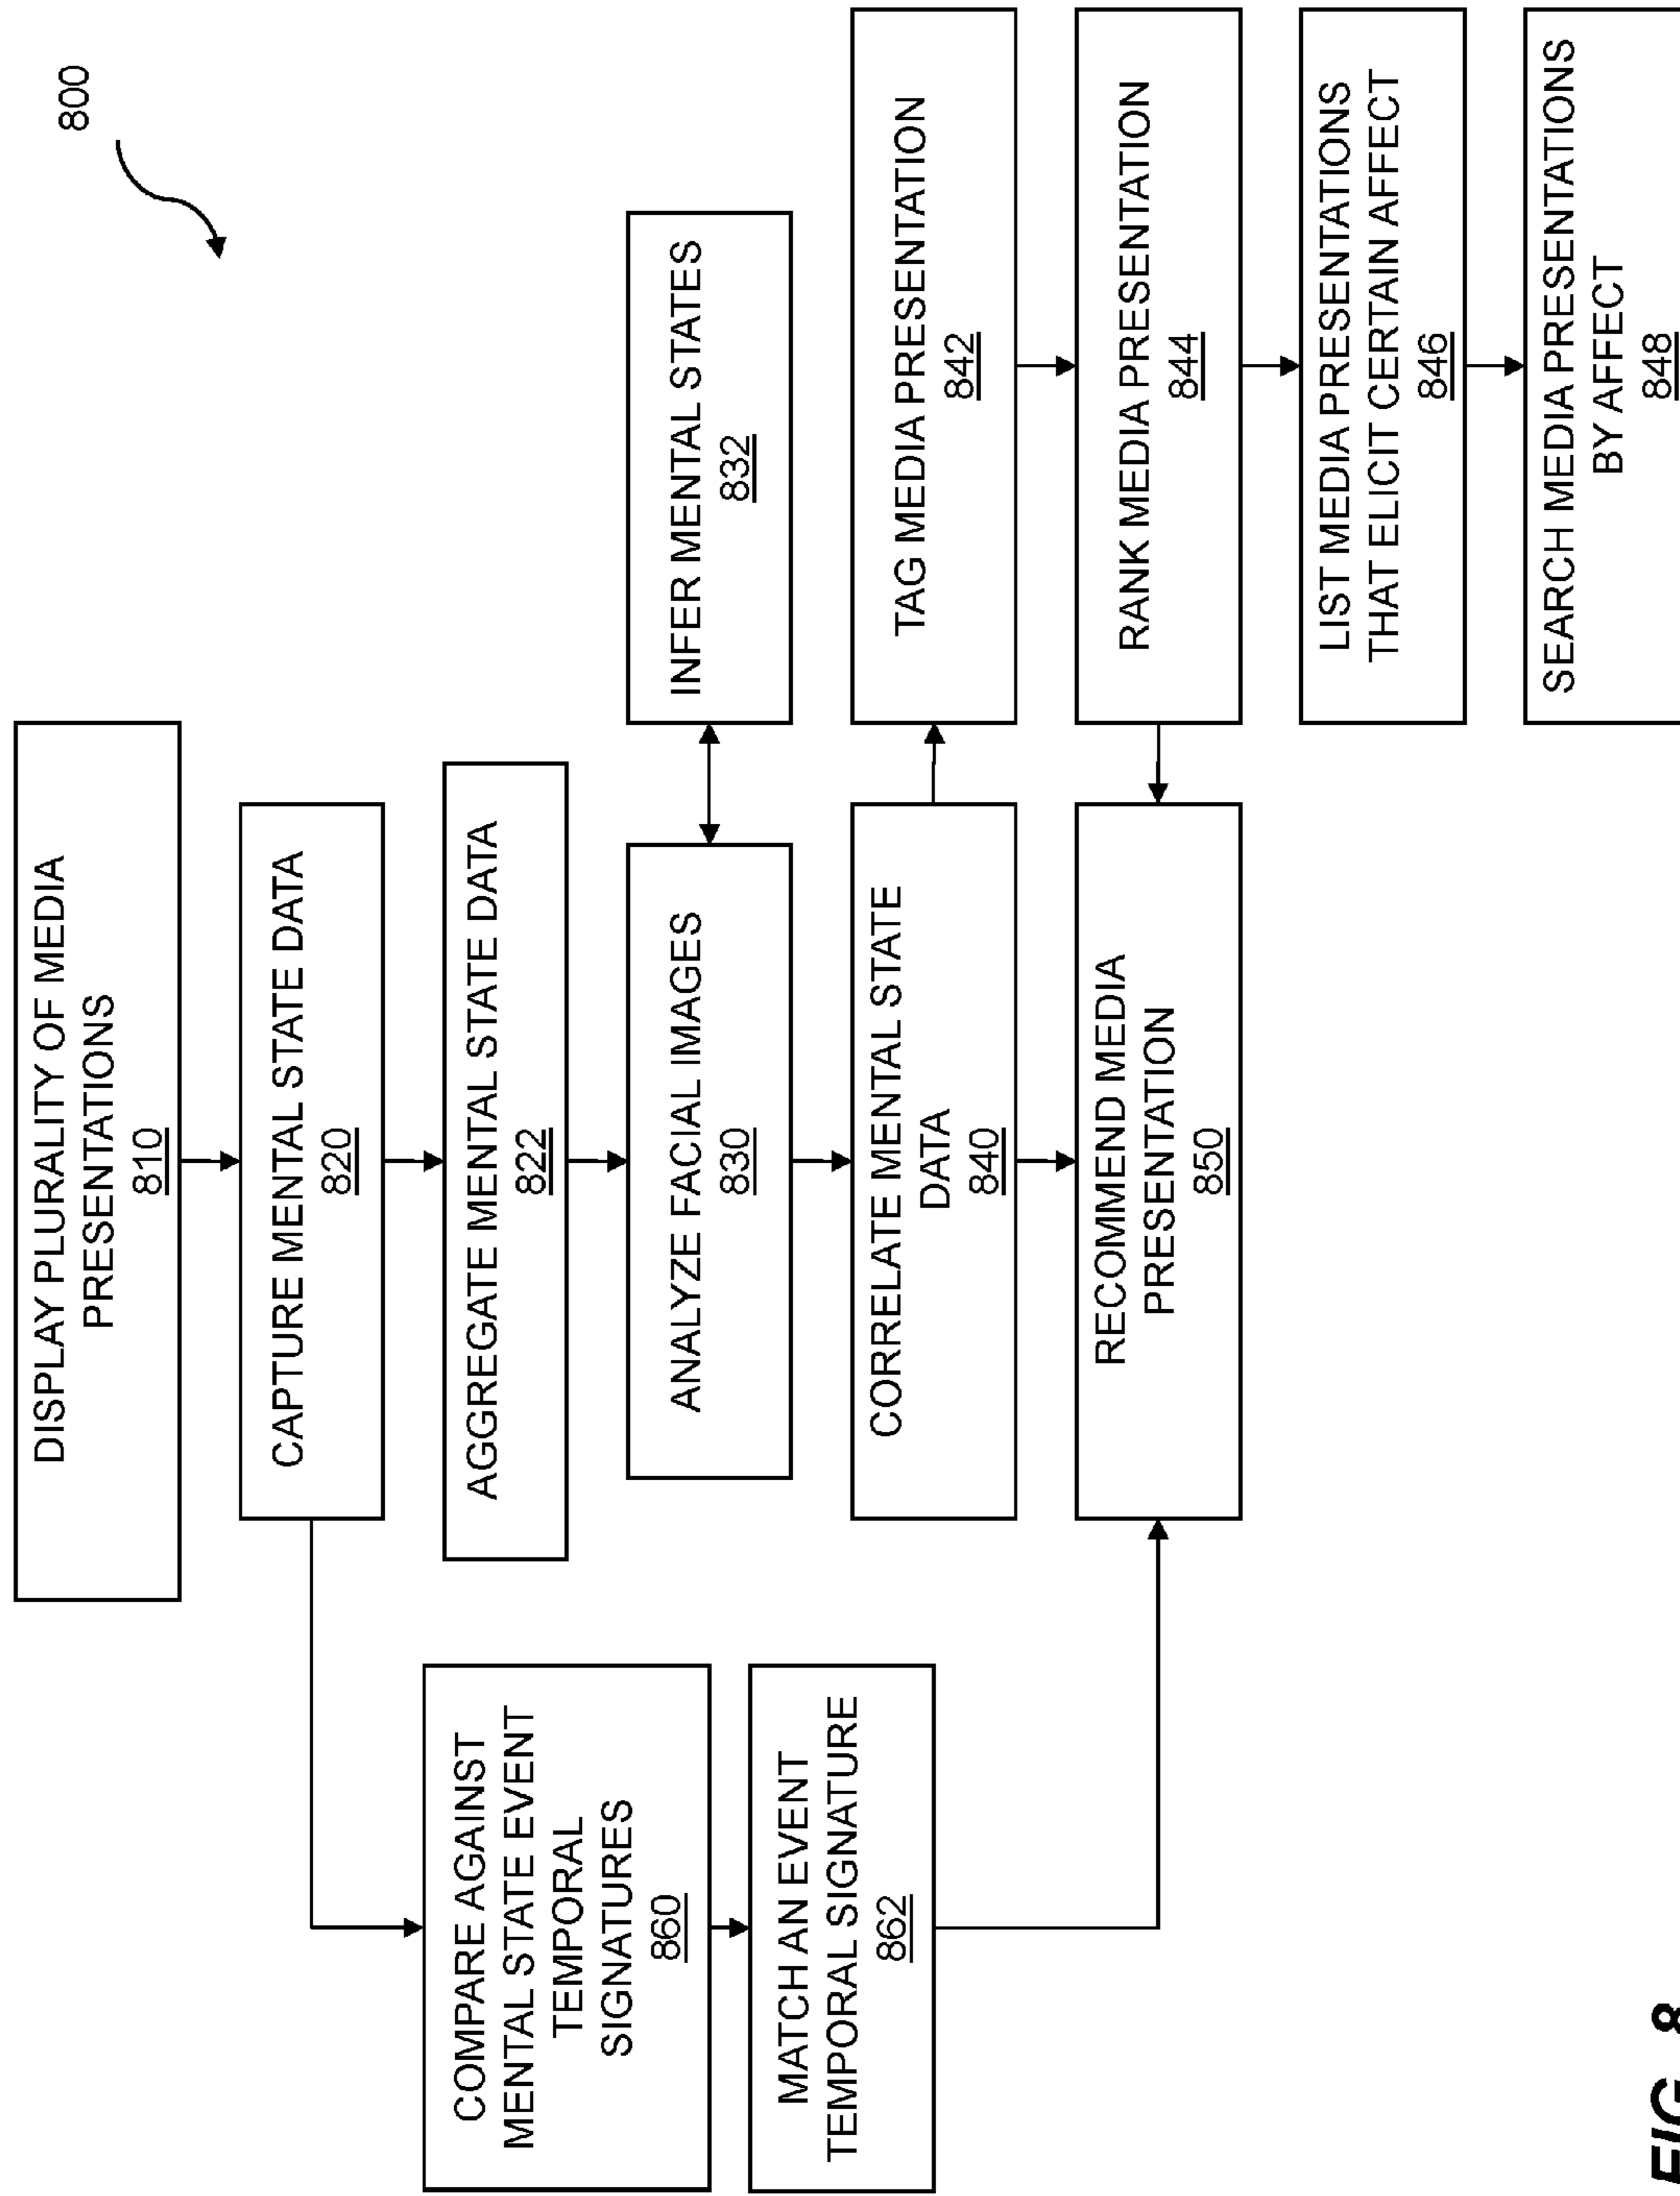 800
DISPLAY PLURALITY OF MEDIA
PRESENTATIONS
810
CAPTURE MENTAL STATE DATA
820
AGGREGATE MENTAL STATE DATA
822
ANALYZE FACIAL IMAGES
830
INFER MENTAL STATES
832
CORRELATE MENTAL STATE
DATA
840
TAG MEDIA PRESENTATION
842
RANK MEDIA PRESENTATION
844
LIST MEDIA PRESENTATIONS
THAT ELICIT CERTAIN AFFECT
846
SEARCH MEDIA PRESENTATIONS
BY AFFECT
848
RECOMMEND MEDIA
PRESENTATION
850
COMPARE AGAINST
MENTAL STATE EVENT
TEMPORAL
SIGNATURES
860
MATCH AN EVENT
TEMPORAL SIGNATURE
862
FIG. 8